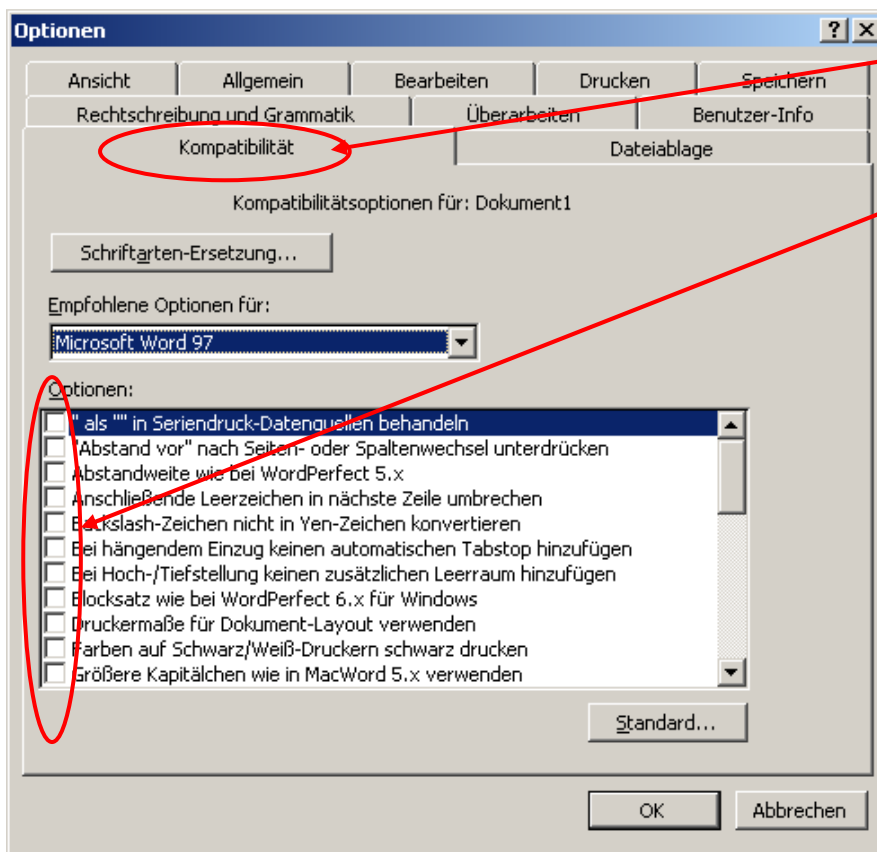 Optionen
Ansicht Allgemein Bearbeiten Drucken Speichern
Rechtschreibung und Grammatik Überarbeiten Benutzer-Info
Kompatibilität Dateiablage
Kompatibilitätsoptionen für: Dokument1
Schriftarten-Ersetzung...
Empfohlene Optionen für:
Microsoft Word 97
Optionen:
" als "" in Seriendruck-Datenquellen behandeln
"Abstand vor" nach Seiten- oder Spaltenwechsel unterdrücken
Abstandweite wie bei WordPerfect 5.x
Anschließende Leerzeichen in nächste Zeile umbrechen
Backslash-Zeichen nicht in Yen-Zeichen konvertieren
Bei hängendem Einzug keinen automatischen Tabstop hinzufügen
Bei Hoch-/Tiefstellung keinen zusätzlichen Leerraum hinzufügen
Blocksatz wie bei WordPerfect 6.x für Windows
Druckermaße für Dokument-Layout verwenden
Farben auf Schwarz/Weiß-Druckern schwarz drucken
Größere Kapitälchen wie in MacWord 5.x verwenden
Standard...
OK Abbrechen